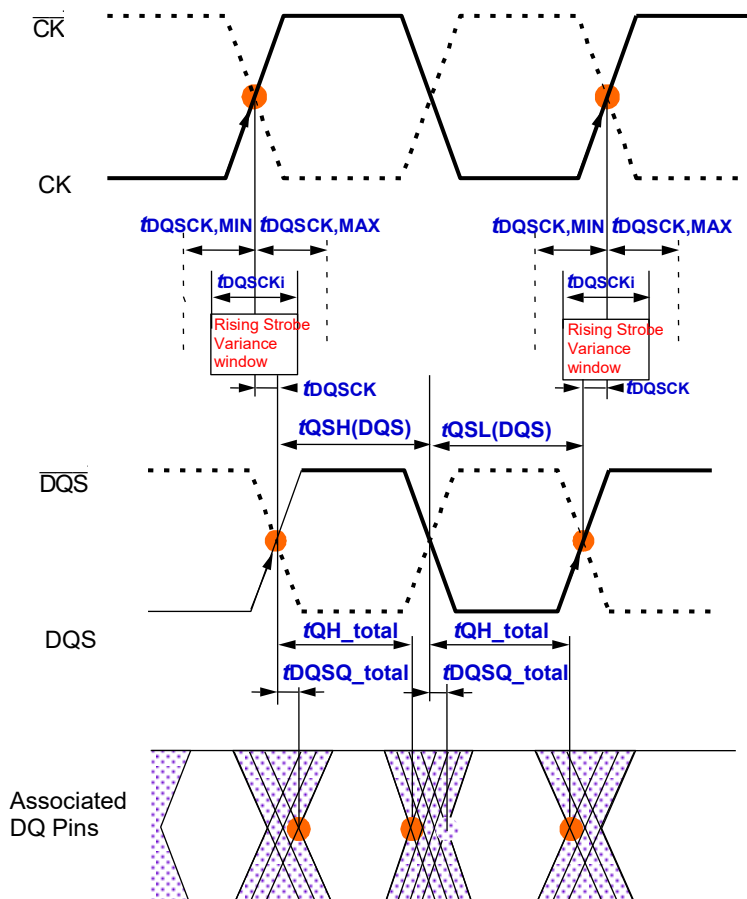 CK
CK
tDQSCK,MIN tDQSCK,MAX
tDQSCK,MIN tDQSCK,MAX
tDQSCKi
tDQSCKi
Rising Strobe
Variance
window
Rising Strobe
Variance
window
tDQSCK
tDQSCK
tQSH(DQS)
tQSL(DQS)
DQS
DQS
tQH_total
tQH_total
tDQSQ_total
tDQSQ_total
Associated
DQ Pins